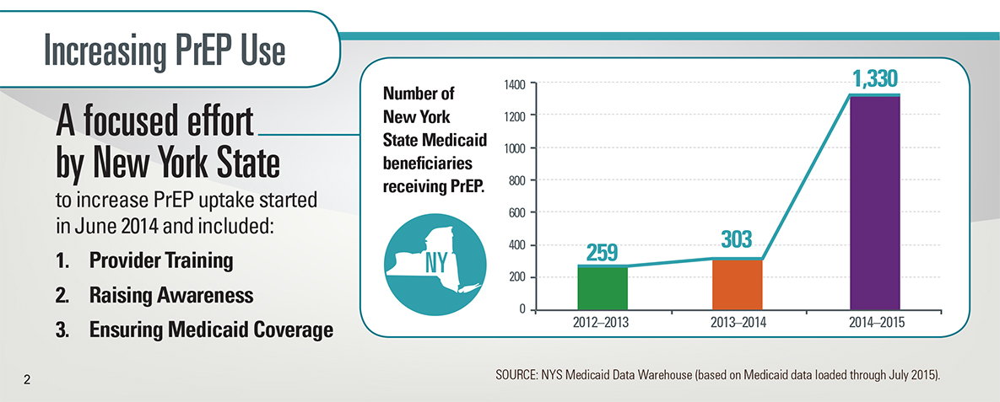 Increasing PrEP Use
A focused effort
by New York State
to increase PrEP uptake started
in June 2014 and included:
1. Provider Training
2. Raising Awareness
3. Ensuring Medicaid Coverage
Number of
New York
State Medicaid
beneficiaries
receiving PrEP.
NY
1400
1200
1000
800
600
400
200
0
259
303
1,330
2012–2013
2013–2014
2014–2015
SOURCE: NYS Medicaid Data Warehouse (based on Medicaid data loaded through July 2015).
2